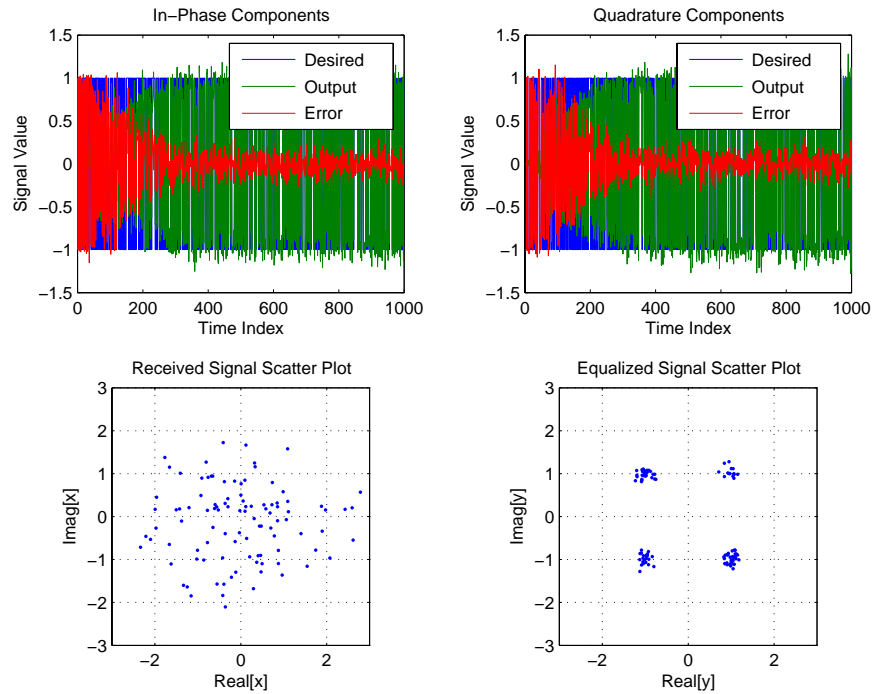 In−Phase Components
1.5
1
0.5
0
−0.5
−1
−1.5
Signal Value
0 200 400 600 800 1000
Time Index
Desired
Output
Error
Quadrature Components
1.5
1
0.5
0
−0.5
−1
−1.5
Signal Value
0 200 400 600 800 1000
Time Index
Desired
Output
Error
Received Signal Scatter Plot
3
2
1
0
−1
−2
−3
Imag[x]
−2 0 2
Real[x]
Equalized Signal Scatter Plot
3
2
1
0
−1
−2
−3
Imag[y]
−2 0 2
Real[y]